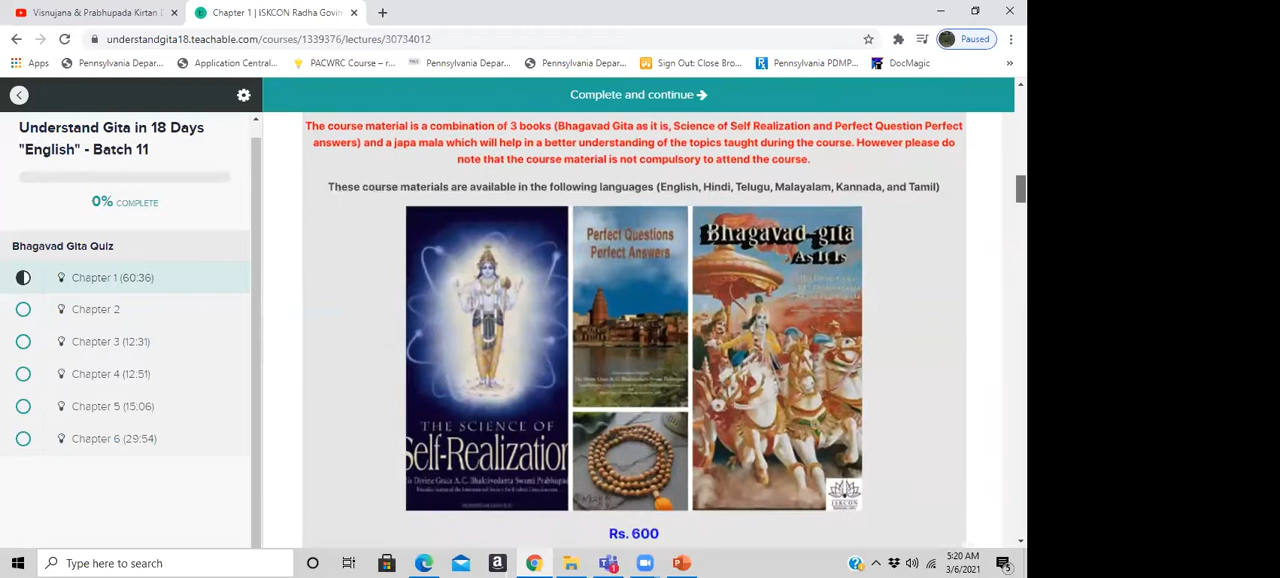 Visnujana & Prabhupada Kirtan
Chapter 1 | ISKCON Radha Govin
understandgita18.teachable.com/courses/1339376/lectures/30734012
Paused
Apps
Pennsylvania Depar...
Application Central...
PACWRC Course – r...
Pennsylvania Depar...
Pennsylvania Depar...
Sign Out: Close Bro...
Pennsylvania PDMP...
DocMagic
Complete and continue
Understand Gita in 18 Days
"English" - Batch 11
0% COMPLETE
Bhagavad Gita Quiz
Chapter 1 (60:36)
Chapter 2
Chapter 3 (12:31)
Chapter 4 (12:51)
Chapter 5 (15:06)
Chapter 6 (29:54)
The course material is a combination of 3 books (Bhagavad Gita as it is, Science of Self Realization and Perfect Question Perfect
answers) and a japa mala which will help in a better understanding of the topics taught during the course. However please do
note that the course material is not compulsory to attend the course.
These course materials are available in the following languages (English, Hindi, Telugu, Malayalam, Kannada, and Tamil)
THE SCIENCE OF
Self-Realization
His Divine Grace A.C. Bhaktivedanta Swami Prabhupada
Perfect Questions
Perfect Answers
Bhagavad-gita
As It Is
ISKCON
Rs. 600
Type here to search
5:20 AM
3/6/2021